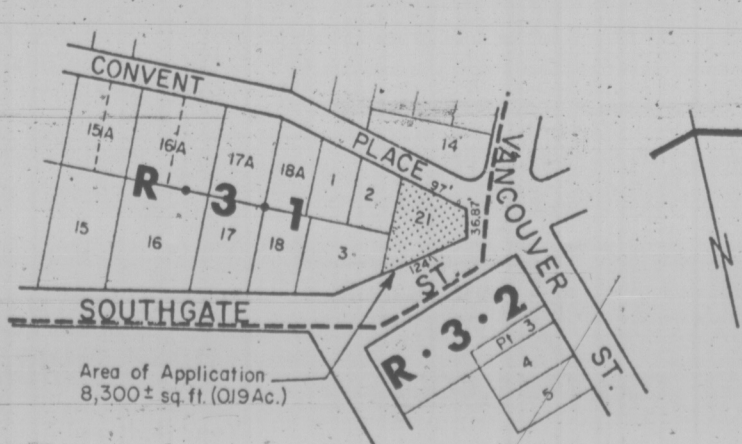 CONVENT PLACE
VANCOUVER ST.
14
15A
16A
17A
18A
1
2
97'
36.87'
R·3·1
21
15
16
17
18
3
124'
SOUTHGATE ST.
R·3·2
Pt 3
4
5
Area of Application
8,300± sq. ft. (0.19 Ac.)
N